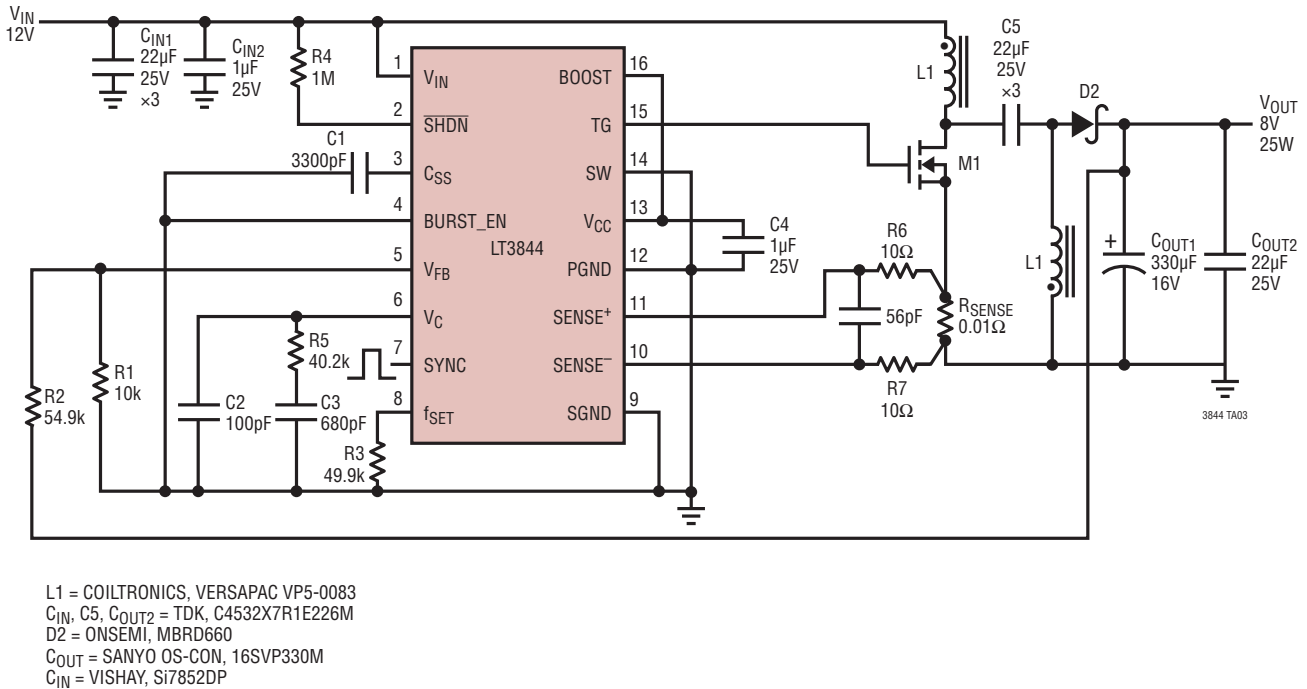 VIN
12V
CIN1
22µF
25V
×3
CIN2
1µF
25V
R4
1M
C1
3300pF
1
VIN
2
SHDN
3
CSS
4
BURST_EN
5
VFB
6
VC
7
SYNC
8
fSET
LT3844
16
BOOST
15
TG
14
SW
13
VCC
12
PGND
11
SENSE+
10
SENSE–
9
SGND
L1
C5
22µF
25V
×3
D2
VOUT
8V
25W
M1
C4
1µF
25V
R6
10Ω
56pF
RSENSE
0.01Ω
R7
10Ω
L1
+
COUT1
330µF
16V
COUT2
22µF
25V
R2
54.9k
R1
10k
C2
100pF
R5
40.2k
C3
680pF
R3
49.9k
3844 TA03
L1 = COILTRONICS, VERSAPAC VP5-0083
CIN, C5, COUT2 = TDK, C4532X7R1E226M
D2 = ONSEMI, MBRD660
COUT = SANYO OS-CON, 16SVP330M
CIN = VISHAY, Si7852DP